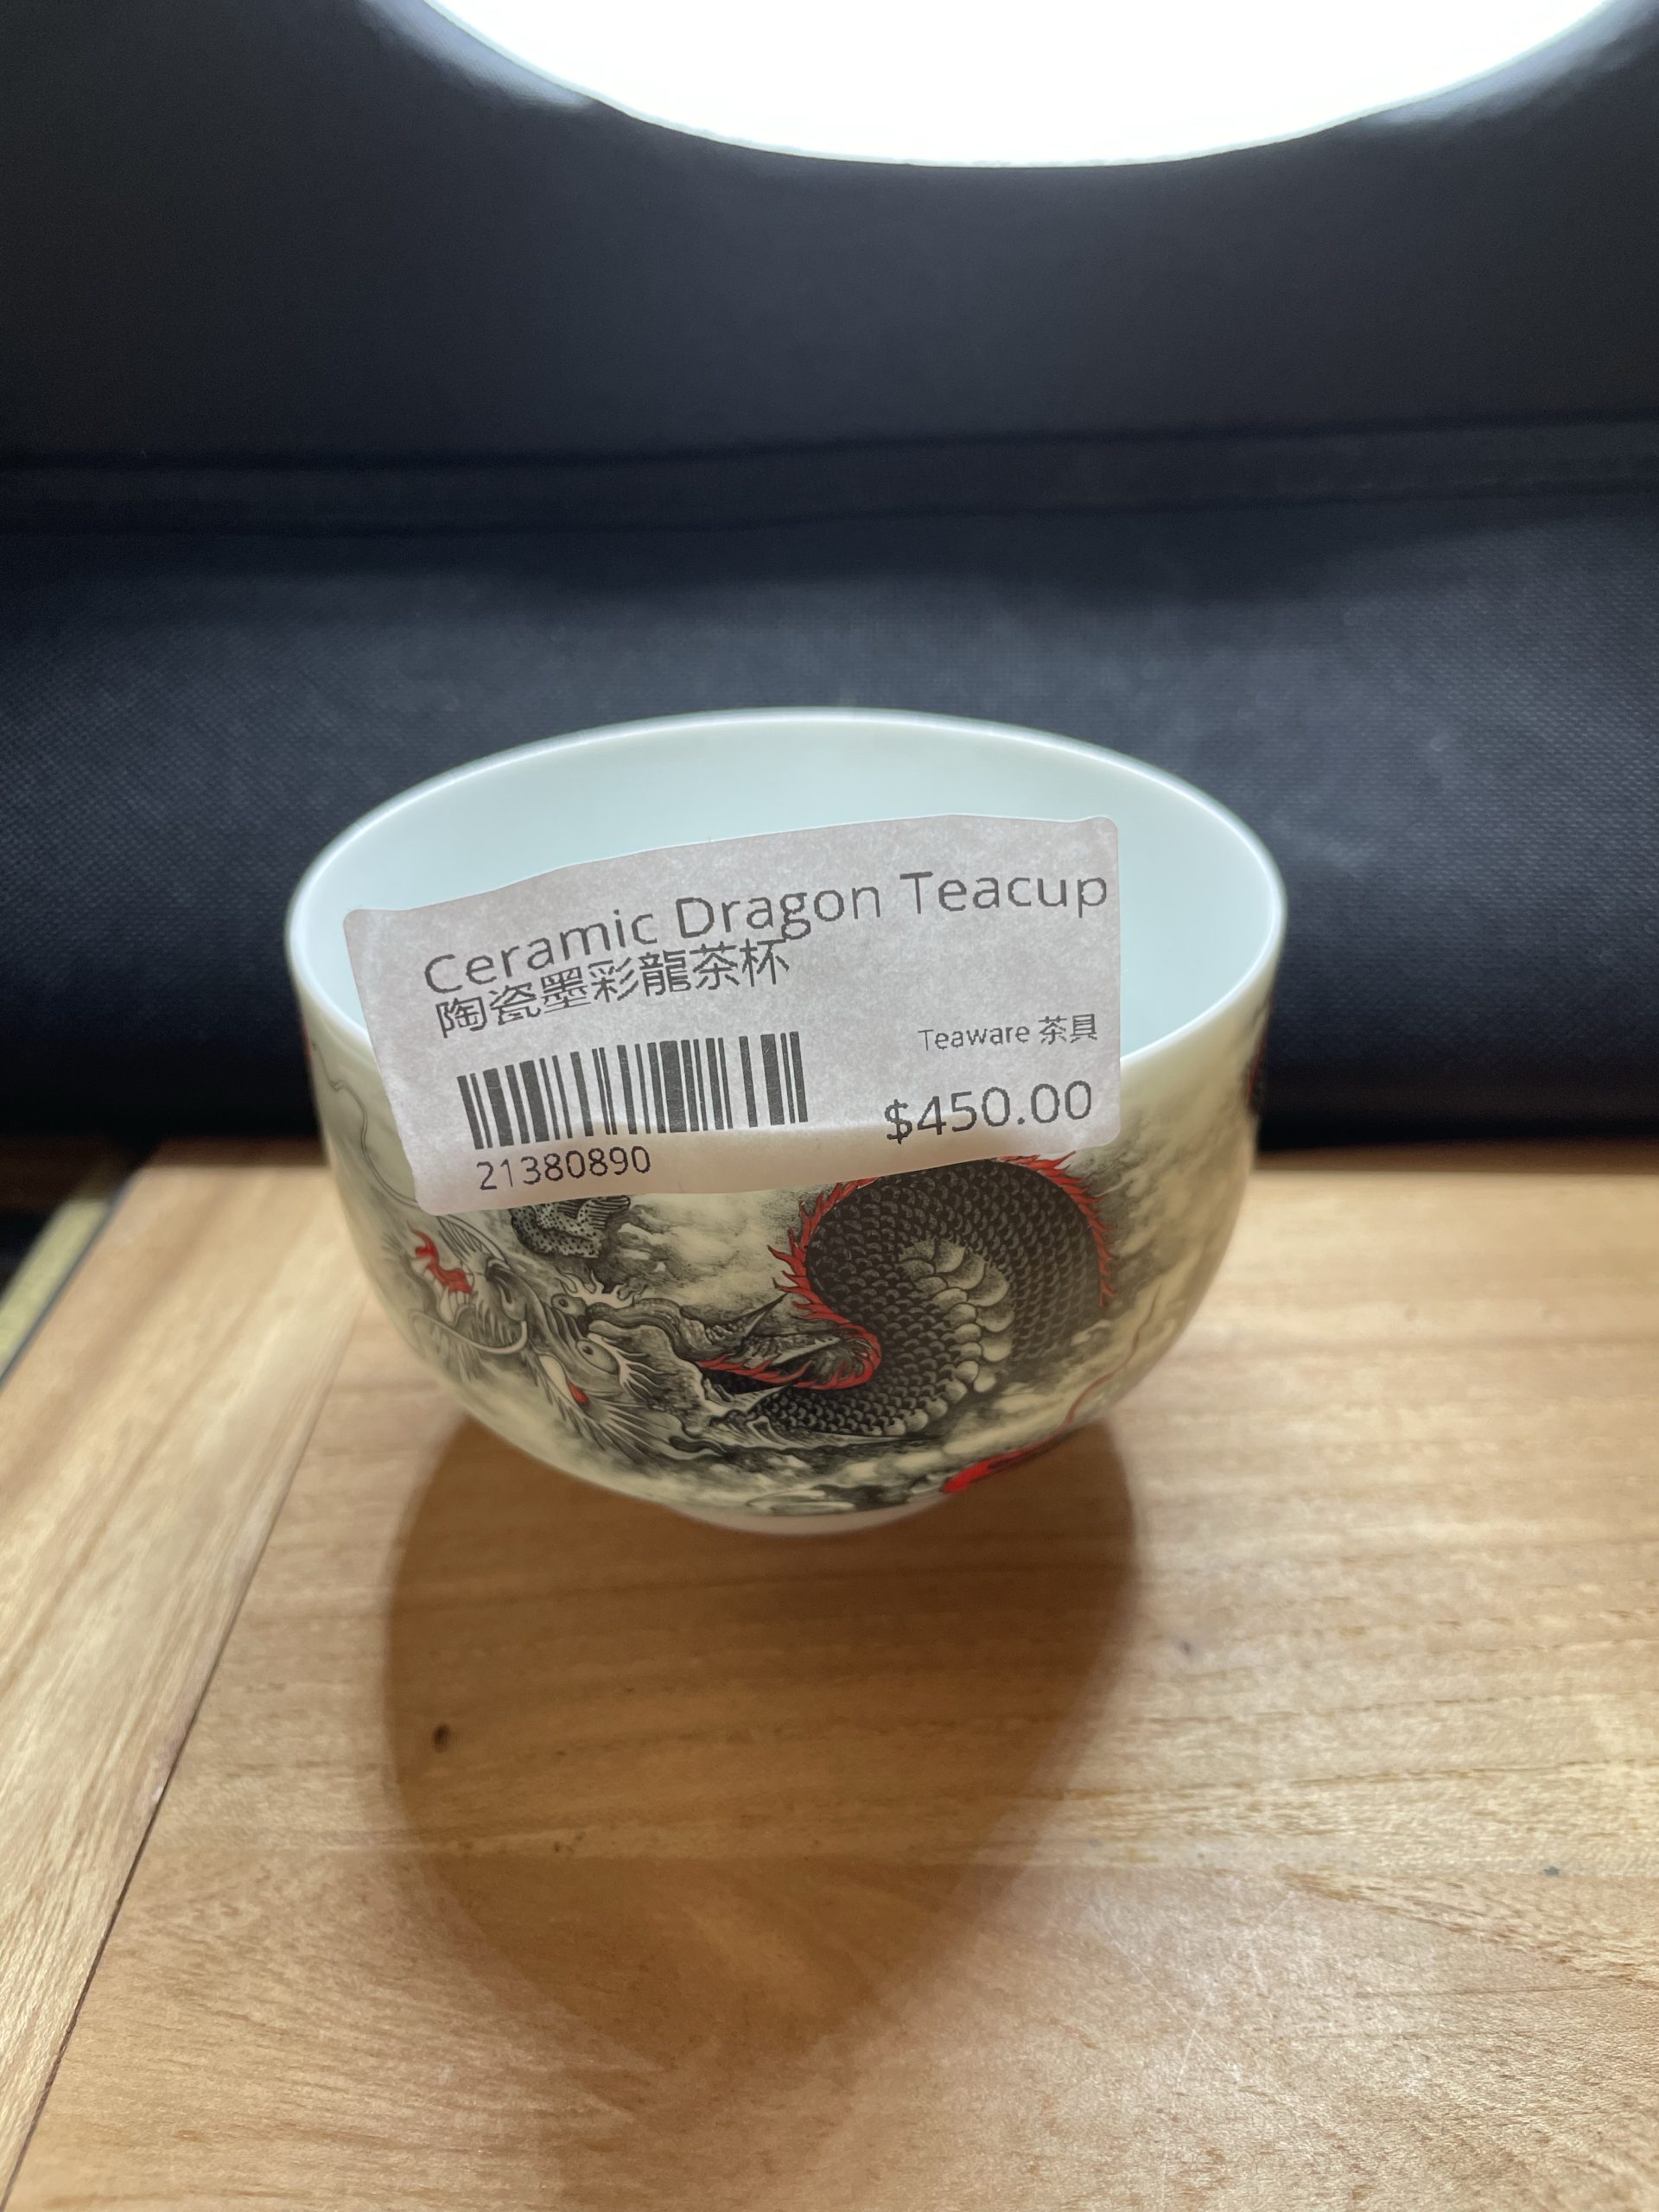 Ceramic Dragon Teacup
陶瓷墨彩龍茶杯
Teaware 茶具
$450.00
21380890